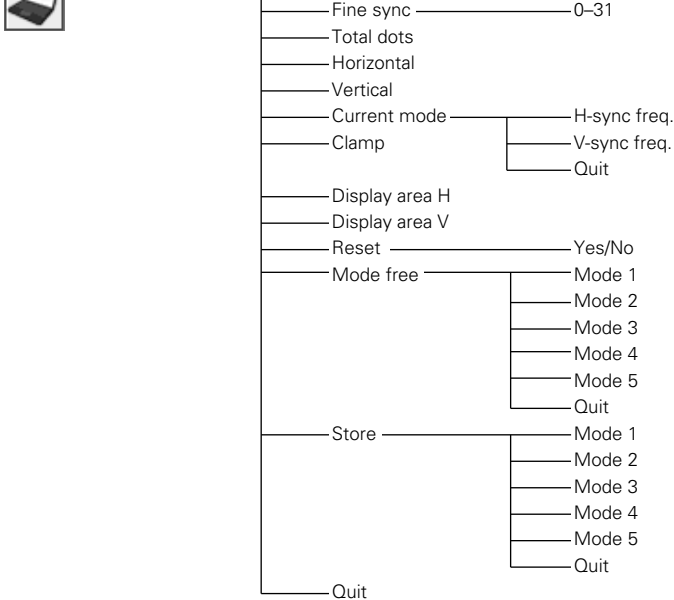 Fine sync 0–31
Total dots
Horizontal
Vertical
Current mode H-sync freq.
Clamp V-sync freq.
Quit
Display area H
Display area V
Reset Yes/No
Mode free Mode 1
Mode 2
Mode 3
Mode 4
Mode 5
Quit
Store Mode 1
Mode 2
Mode 3
Mode 4
Mode 5
Quit
Quit